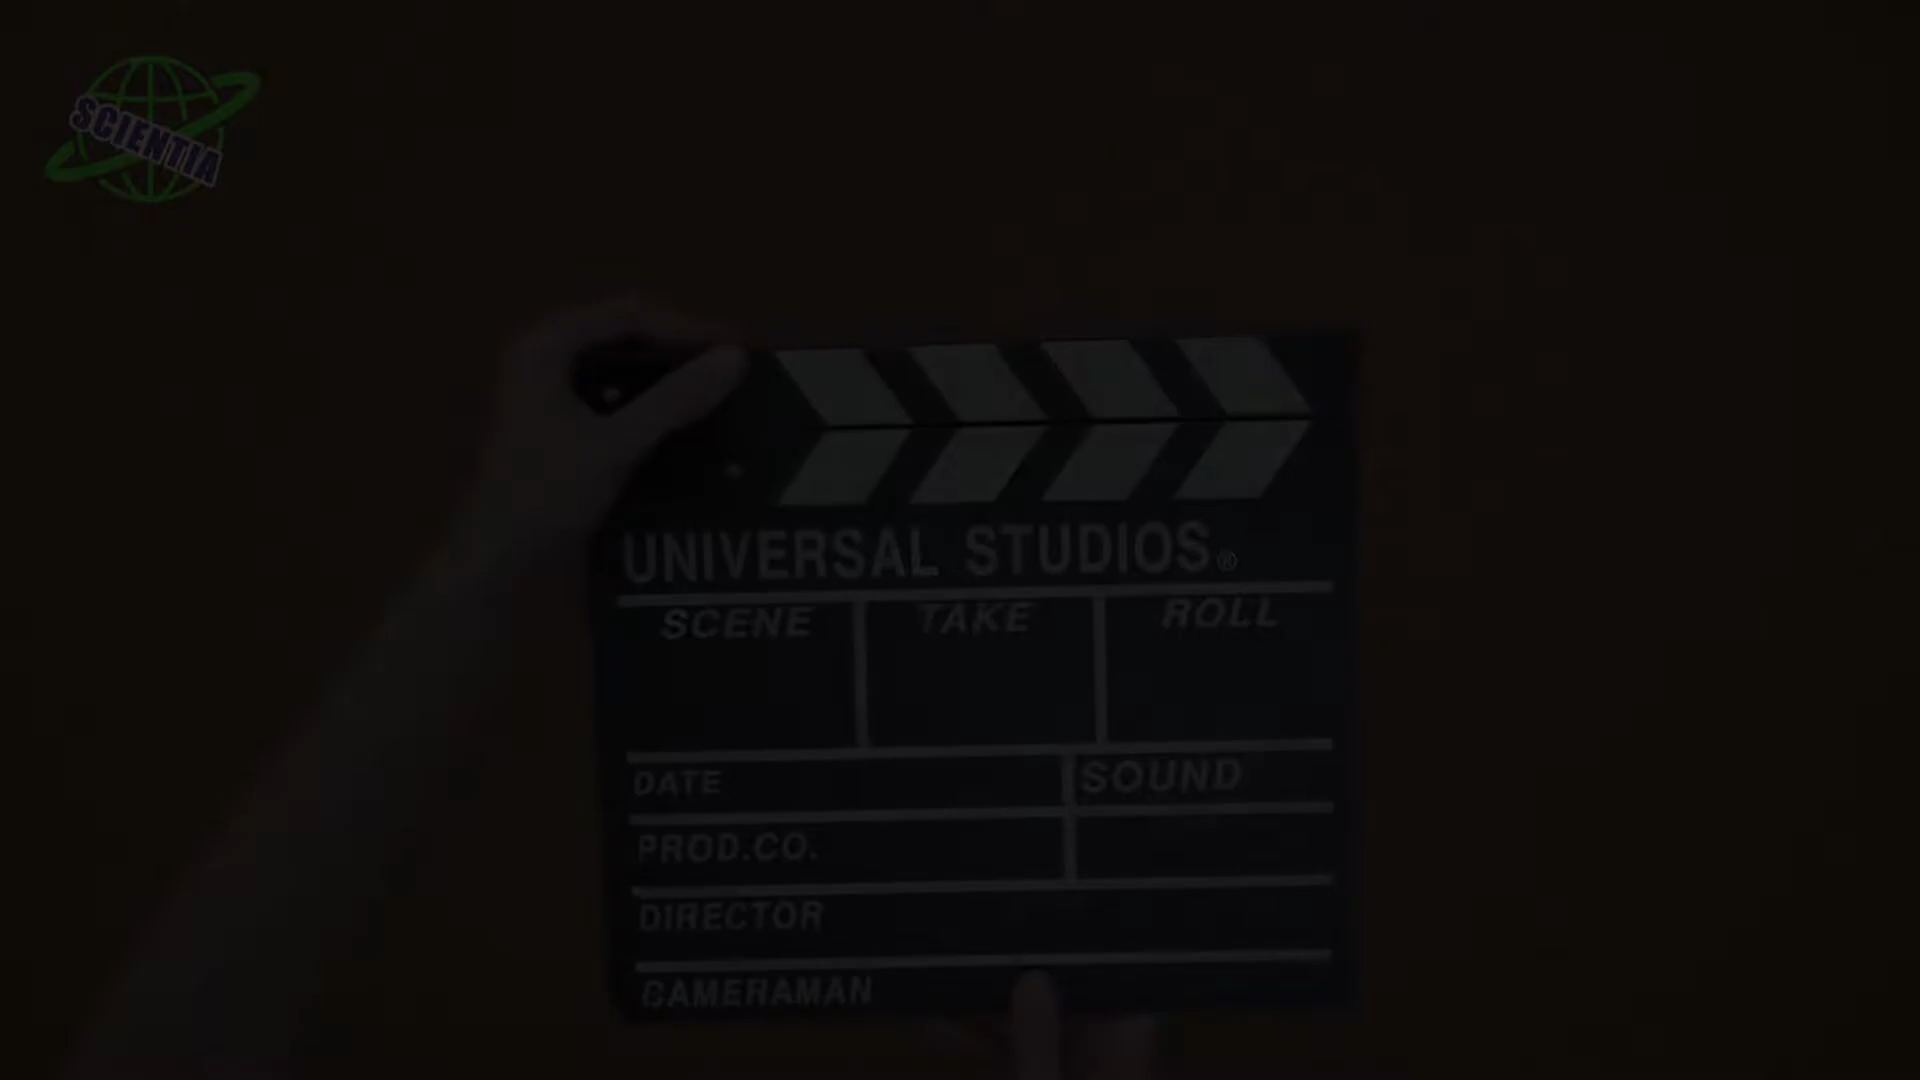 SCIENTIA
UNIVERSAL STUDIOS®
SCENE TAKE ROLL
DATE SOUND
PROD.CO.
DIRECTOR
CAMERAMAN